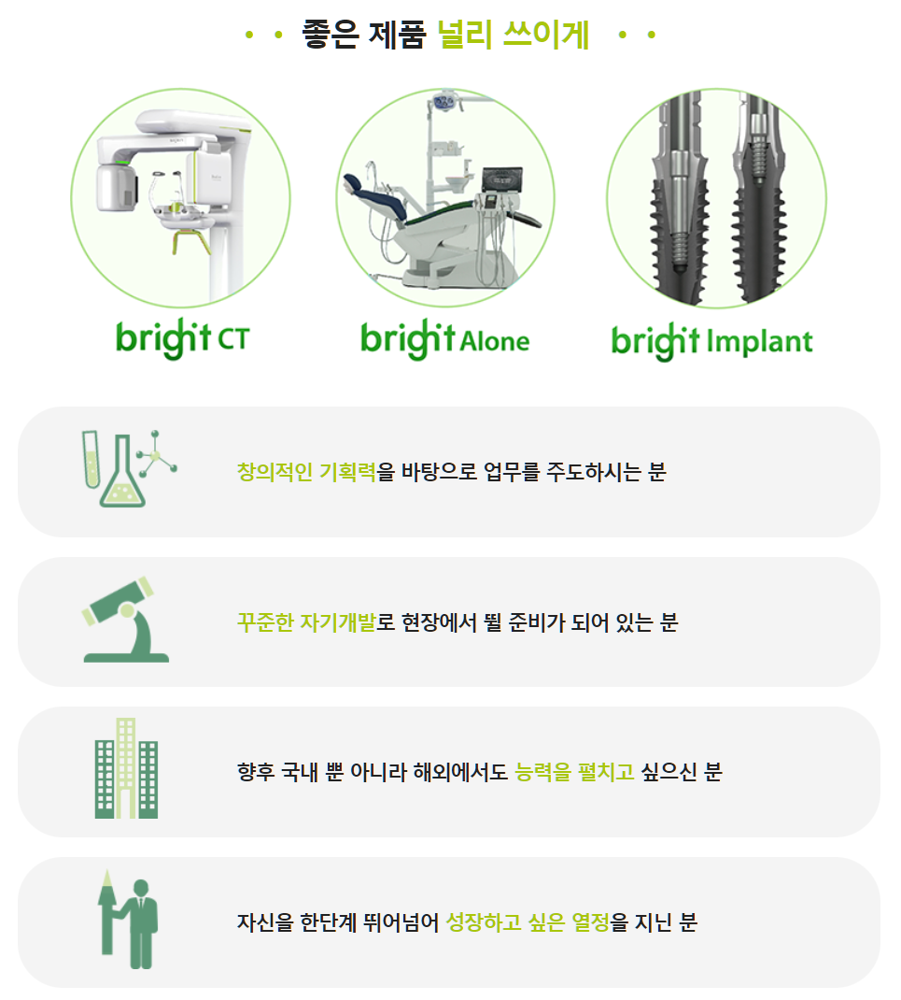 좋은 제품 널리 쓰이게
bright CT
bright Alone
bright Implant
창의적인 기획력을 바탕으로 업무를 주도하시는 분
꾸준한 자기개발로 현장에서 뛸 준비가 되어 있는 분
향후 국내 뿐 아니라 해외에서도 능력을 펼치고 싶으신 분
자신을 한단계 뛰어넘어 성장하고 싶은 열정을 지닌 분